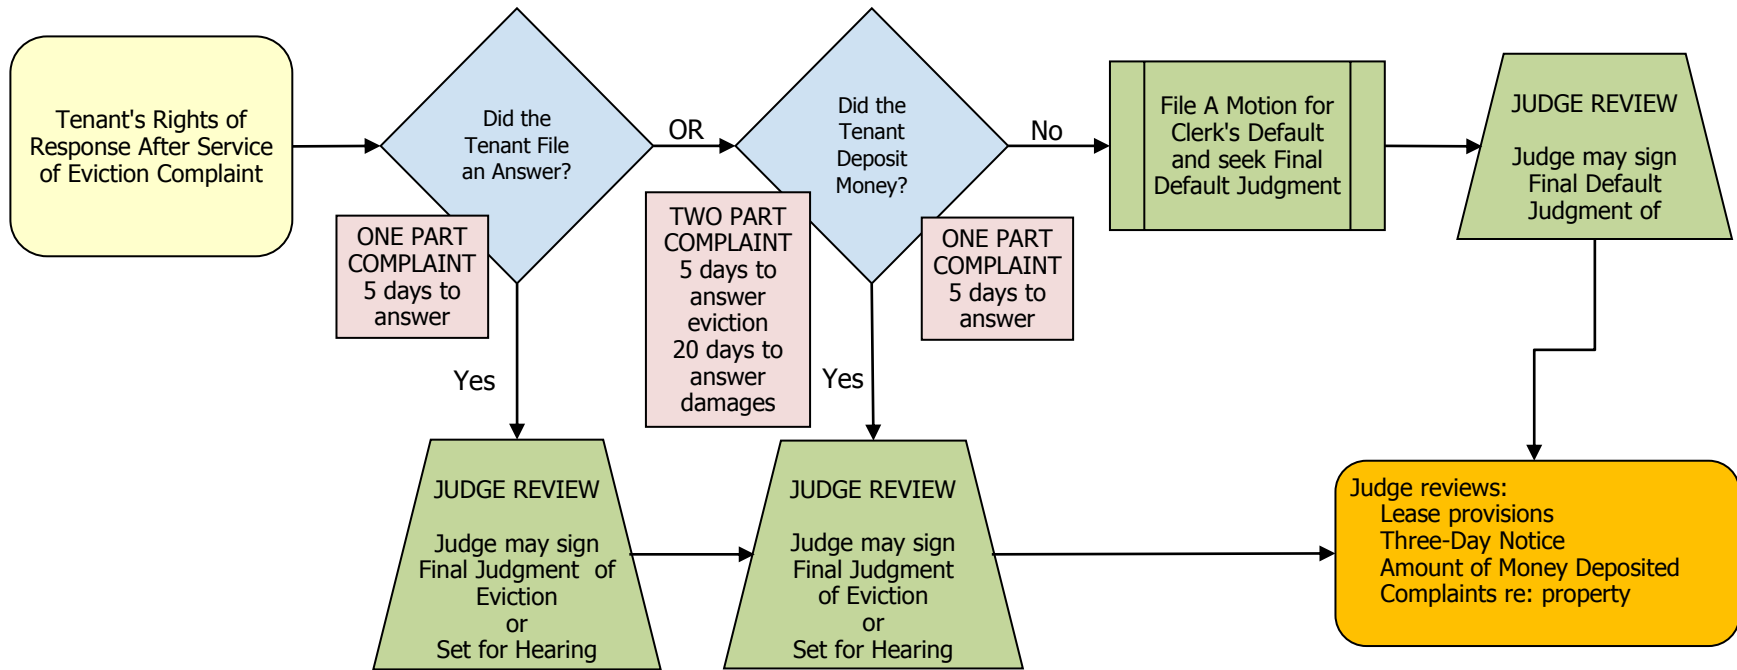 Tenant's Rights of
Response After Service
of Eviction Complaint
Did the
Tenant File
an Answer?
OR
Did the
Tenant
Deposit
Money?
No
File A Motion for
Clerk's Default
and seek Final
Default Judgment
JUDGE REVIEW
Judge may sign
Final Default
Judgment of
ONE PART
COMPLAINT
5 days to
answer
TWO PART
COMPLAINT
5 days to
answer
eviction
20 days to
answer
damages
ONE PART
COMPLAINT
5 days to
answer
Yes
Yes
JUDGE REVIEW
Judge may sign
Final Judgment of
Eviction
or
Set for Hearing
JUDGE REVIEW
Judge may sign
Final Judgment
of Eviction
or
Set for Hearing
Judge reviews:
Lease provisions
Three-Day Notice
Amount of Money Deposited
Complaints re: property